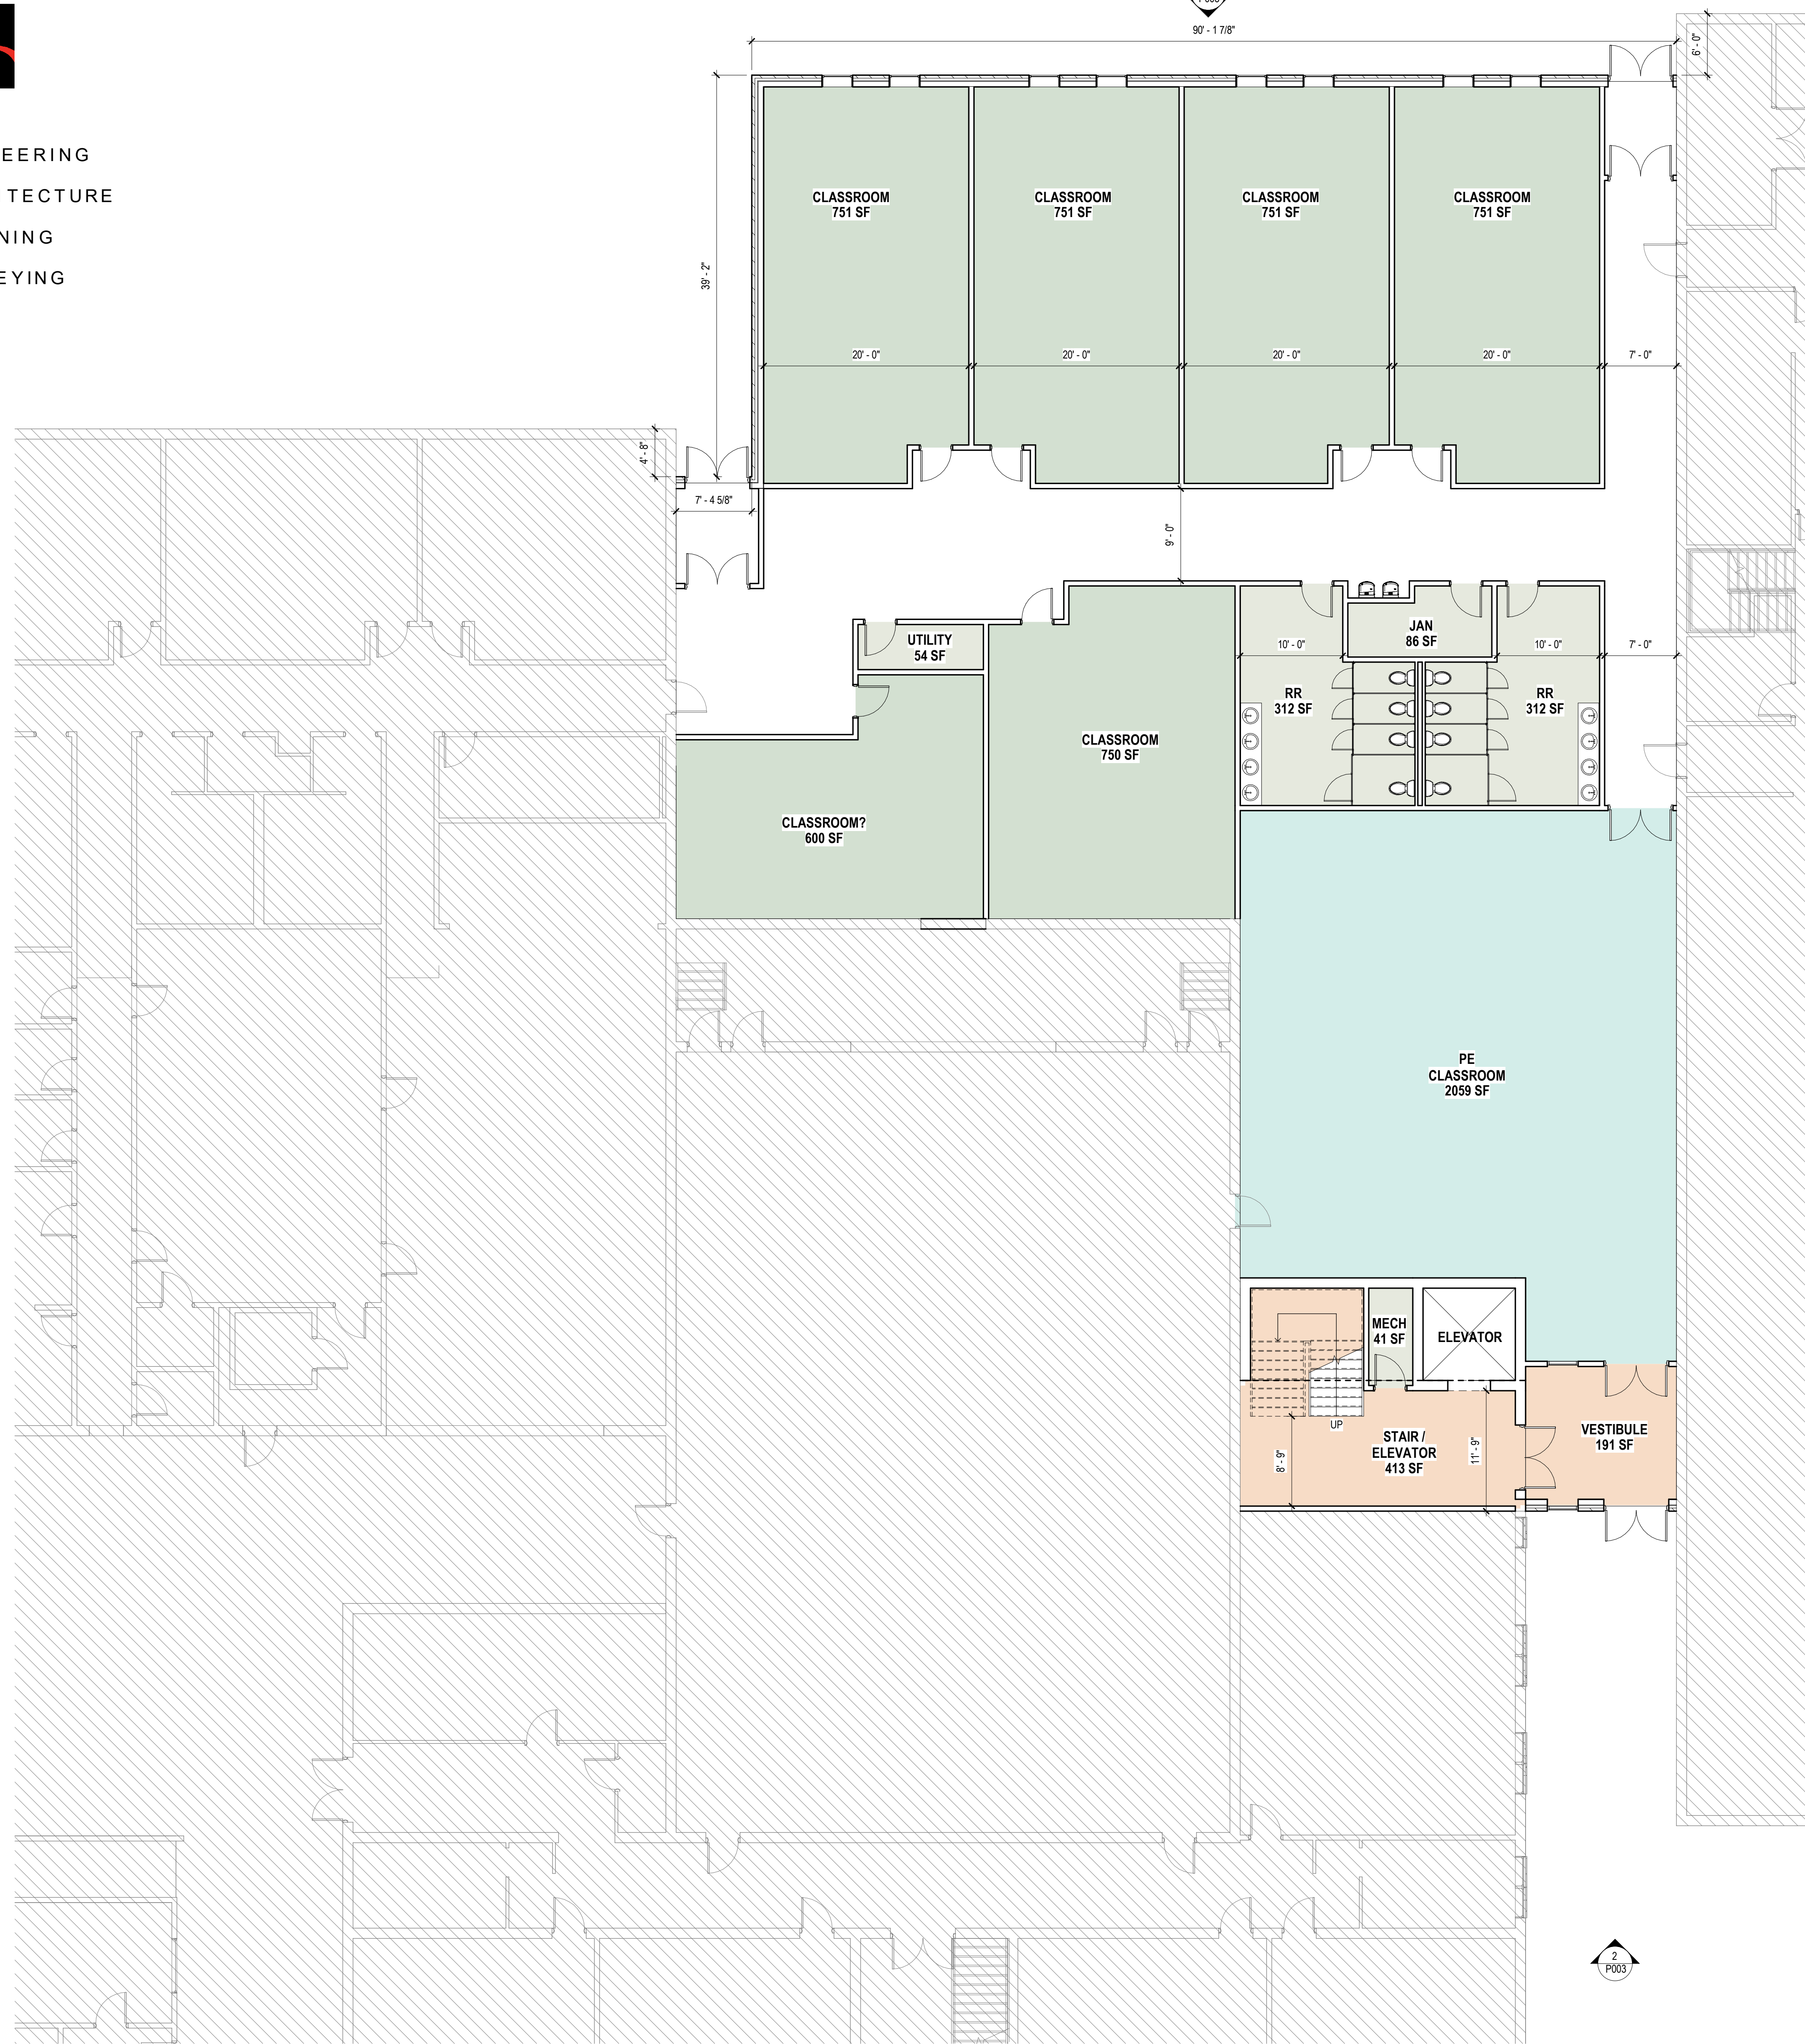 P003
90' - 1 7/8"
6' - 0"
EERING
TECTURE
NING
EYING
CLASSROOM
751 SF
CLASSROOM
751 SF
CLASSROOM
751 SF
CLASSROOM
751 SF
39' - 2"
20' - 0"
20' - 0"
20' - 0"
20' - 0"
7' - 0"
4' - 8"
7' - 4 5/8"
9' - 0"
UTILITY
54 SF
JAN
86 SF
10' - 0"
10' - 0"
7' - 0"
RR
312 SF
RR
312 SF
CLASSROOM
750 SF
CLASSROOM?
600 SF
PE
CLASSROOM
2059 SF
MECH
41 SF
ELEVATOR
UP
STAIR /
ELEVATOR
413 SF
8' - 9"
11' - 9"
VESTIBULE
191 SF
2
P003